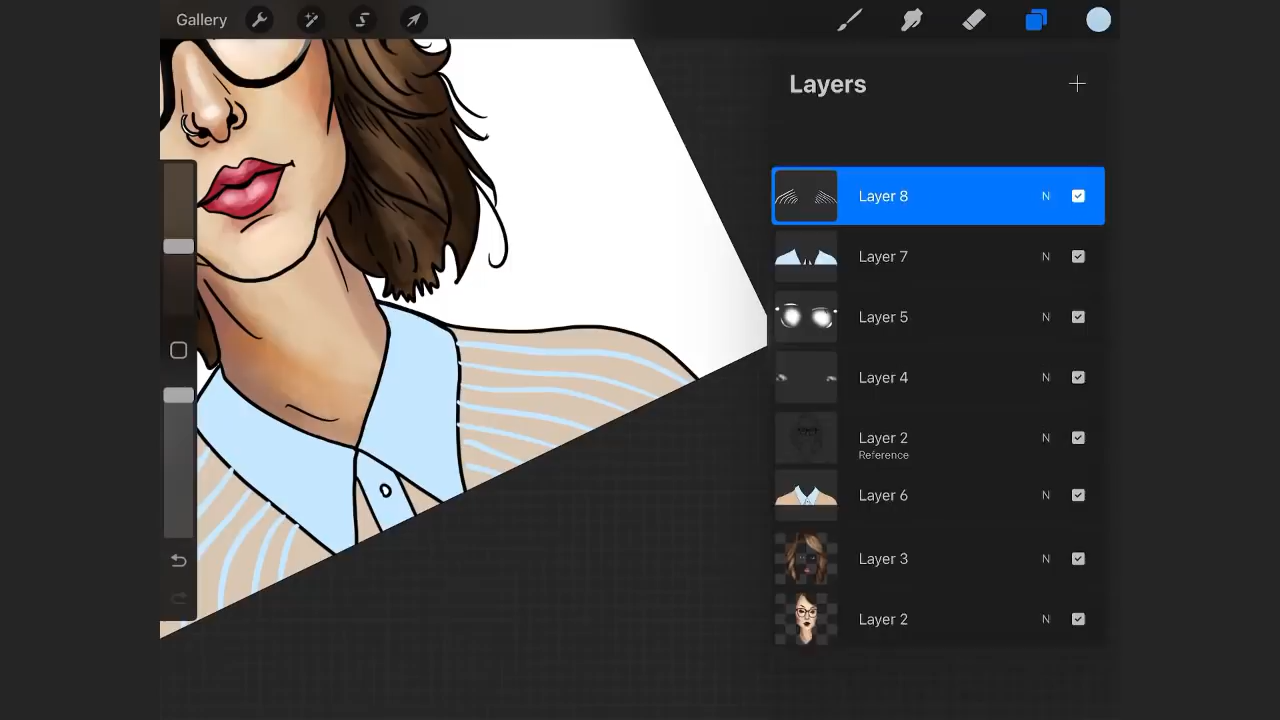 Gallery
Layers
Layer 8 N
Layer 7 N
Layer 5 N
Layer 4 N
Layer 2 N
Reference
Layer 6 N
Layer 3 N
Layer 2 N